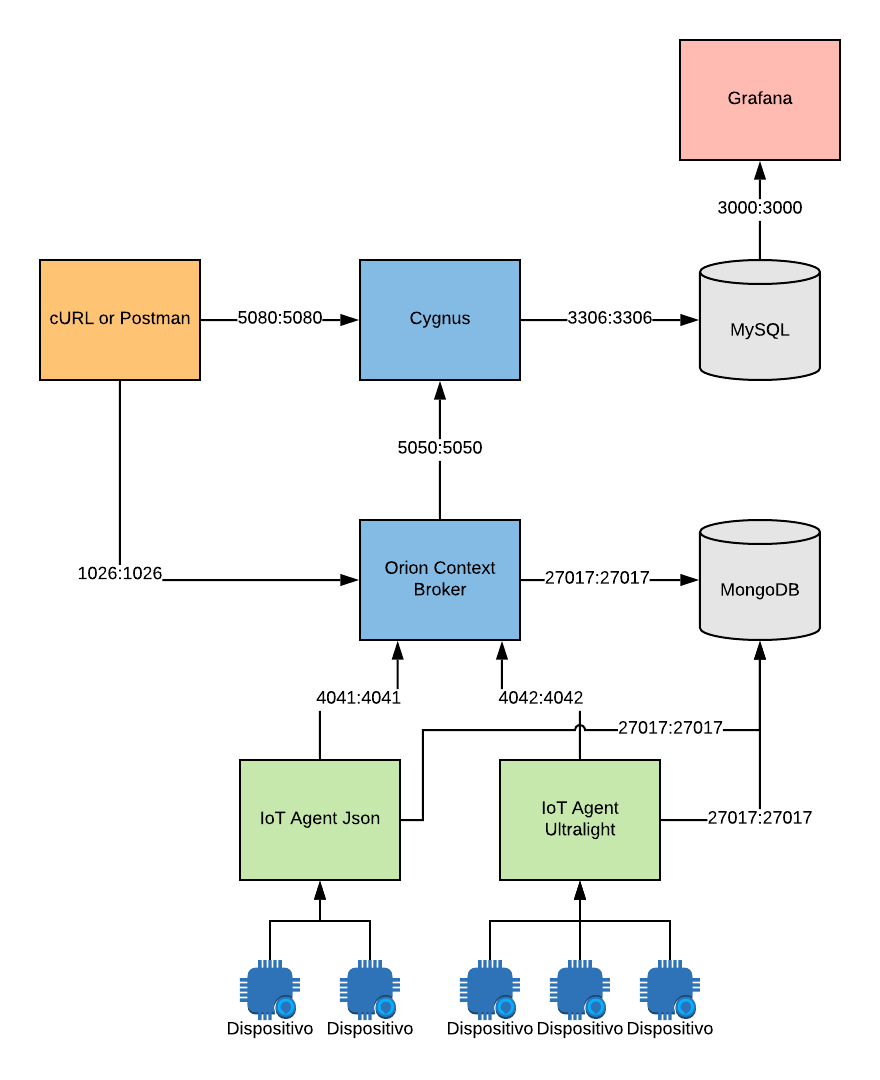 Grafana
3000:3000
cURL or Postman
5080:5080
Cygnus
3306:3306
MySQL
5050:5050
1026:1026
Orion Context
Broker
27017:27017
MongoDB
4041:4041
4042:4042
27017:27017
IoT Agent Json
IoT Agent
Ultralight
27017:27017
Dispositivo
Dispositivo
Dispositivo
Dispositivo
Dispositivo